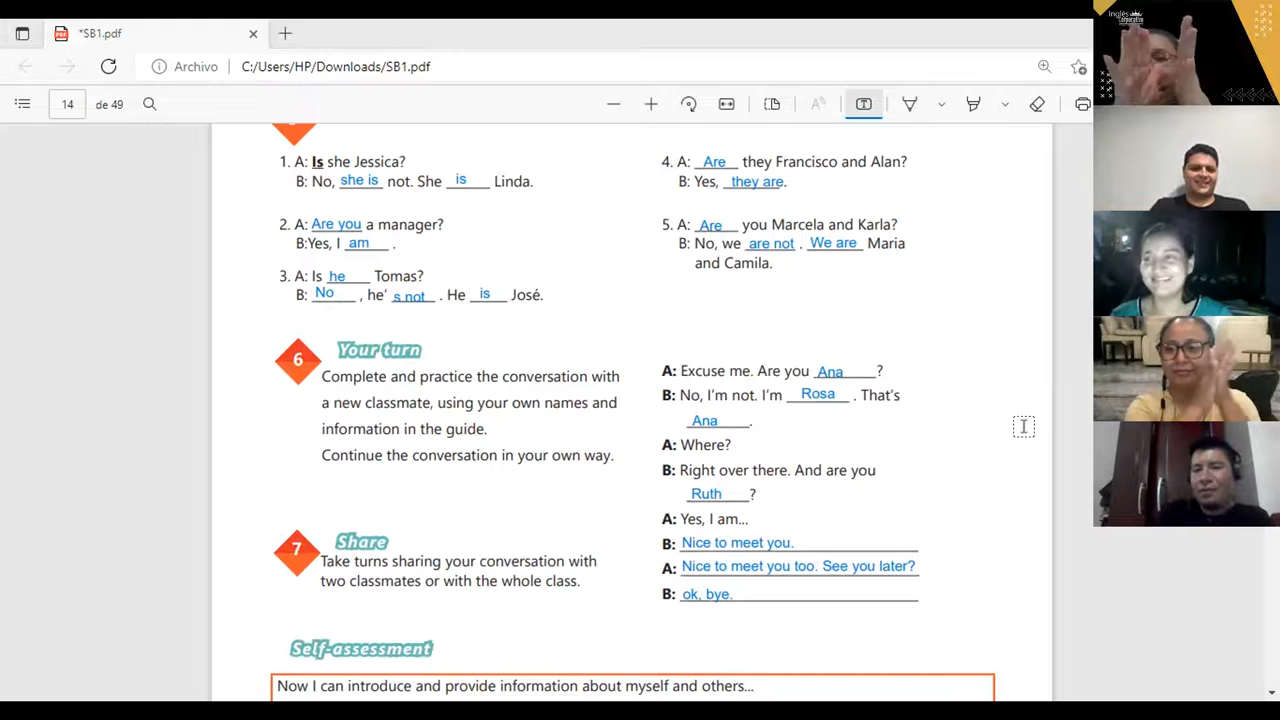 *SB1.pdf
Archivo C:/Users/HP/Downloads/SB1.pdf
14 de 49
Inglés
Corporativo
1. A: Is she Jessica?
B: No, she is not. She is Linda.
2. A: Are you a manager?
B:Yes, I am .
3. A: Is he Tomas?
B: No , he' s not . He is José.
4. A: Are they Francisco and Alan?
B: Yes, they are.
5. A: Are you Marcela and Karla?
B: No, we are not . We are Maria
and Camila.
6 Your turn
Complete and practice the conversation with
a new classmate, using your own names and
information in the guide.
Continue the conversation in your own way.
A: Excuse me. Are you Ana ?
B: No, I'm not. I'm Rosa . That's
Ana .
A: Where?
B: Right over there. And are you
Ruth ?
A: Yes, I am...
B: Nice to meet you.
A: Nice to meet you too. See you later?
B: ok, bye.
7 Share
Take turns sharing your conversation with
two classmates or with the whole class.
Self-assessment
Now I can introduce and provide information about myself and others...